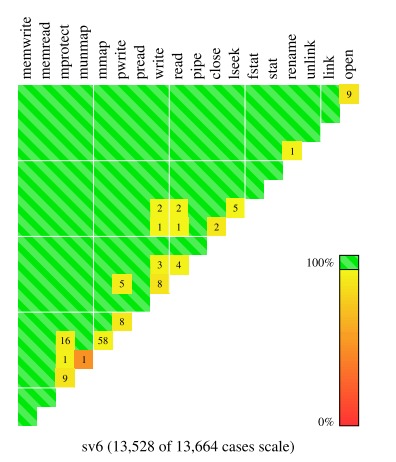 memwrite memread mprotect munmap mmap pwrite pread write read pipe close lseek fstat stat rename unlink link open
9
1
2 2 5
1 1 2
3 4
100%
5 8
8
16 58
1 1
9
0%
sv6 (13,528 of 13,664 cases scale)